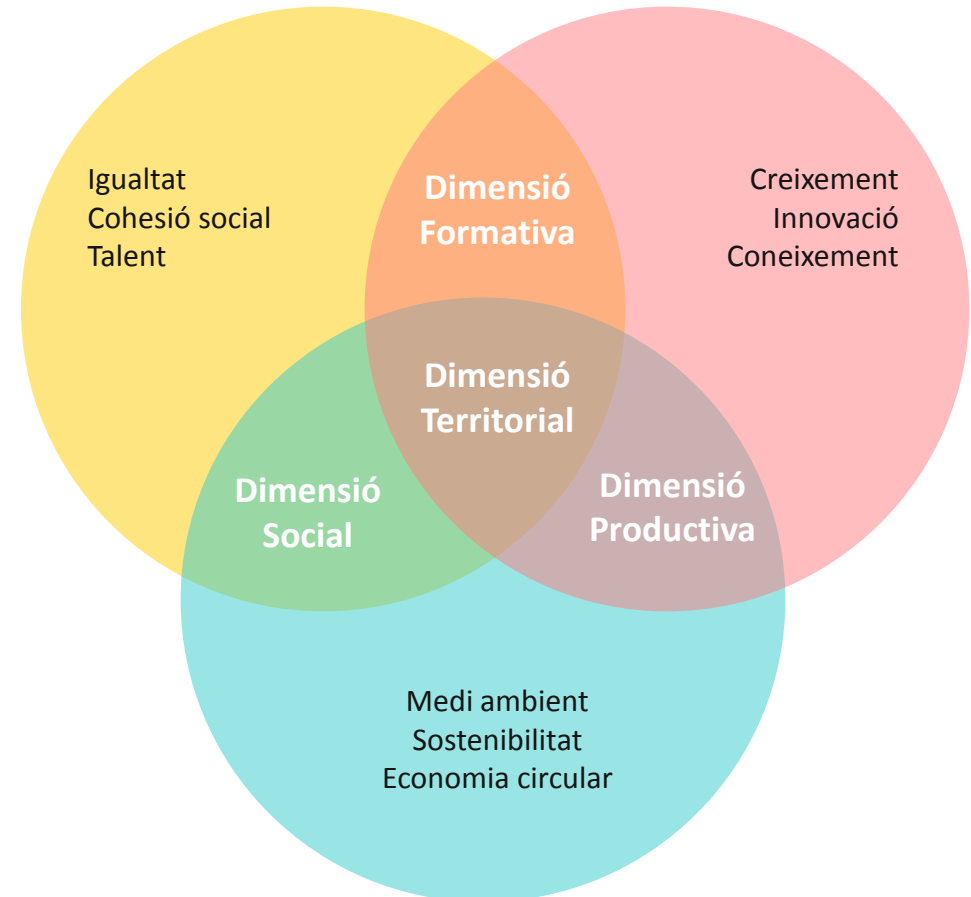 Igualtat
Cohesió social
Talent
Dimensió
Formativa
Creixement
Innovació
Coneixement
Dimensió
Territorial
Dimensió
Social
Dimensió
Productiva
Medi ambient
Sostenibilitat
Economia circular